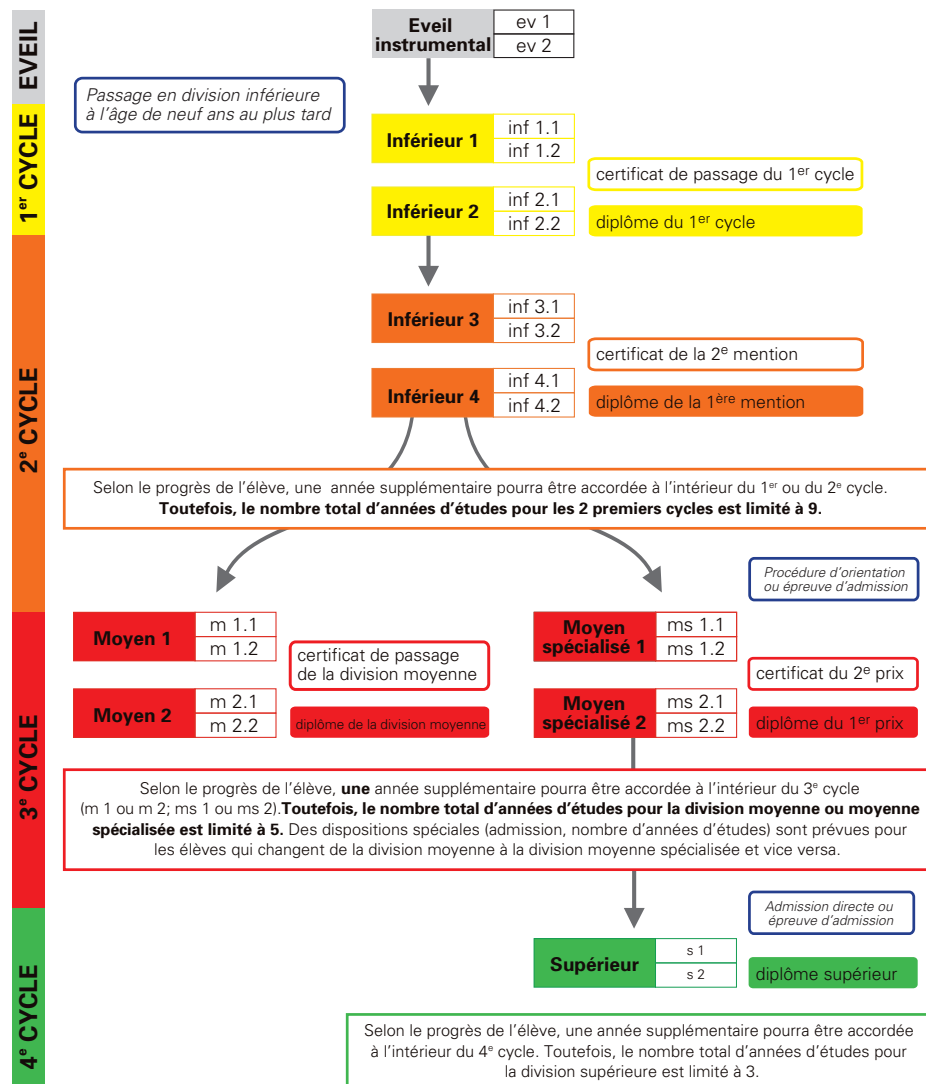 EVEIL
Eveil
instrumental
ev 1
ev 2
Passage en division inférieure
à l'âge de neuf ans au plus tard
1er CYCLE
Inférieur 1
inf 1.1
inf 1.2
certificat de passage du 1er cycle
Inférieur 2
inf 2.1
inf 2.2
diplôme du 1er cycle
2e CYCLE
Inférieur 3
inf 3.1
inf 3.2
certificat de la 2e mention
Inférieur 4
inf 4.1
inf 4.2
diplôme de la 1ère mention
Selon le progrès de l'élève, une année supplémentaire pourra être accordée à l'intérieur du 1er ou du 2e cycle.
Toutefois, le nombre total d'années d'études pour les 2 premiers cycles est limité à 9.
Procédure d'orientation
ou épreuve d'admission
3e CYCLE
Moyen 1
m 1.1
m 1.2
certificat de passage
de la division moyenne
Moyen 2
m 2.1
m 2.2
diplôme de la division moyenne
Moyen
spécialisé 1
ms 1.1
ms 1.2
certificat du 2e prix
Moyen
spécialisé 2
ms 2.1
ms 2.2
diplôme du 1er prix
Selon le progrès de l'élève, une année supplémentaire pourra être accordée à l'intérieur du 3e cycle
(m 1 ou m 2; ms 1 ou ms 2).Toutefois, le nombre total d'années d'études pour la division moyenne ou moyenne
spécialisée est limité à 5. Des dispositions spéciales (admission, nombre d'années d'études) sont prévues pour
les élèves qui changent de la division moyenne à la division moyenne spécialisée et vice versa.
Admission directe ou
épreuve d'admission
4e CYCLE
Supérieur
s 1
s 2
diplôme supérieur
Selon le progrès de l'élève, une année supplémentaire pourra être accordée
à l'intérieur du 4e cycle. Toutefois, le nombre total d'années d'études pour
la division supérieure est limité à 3.